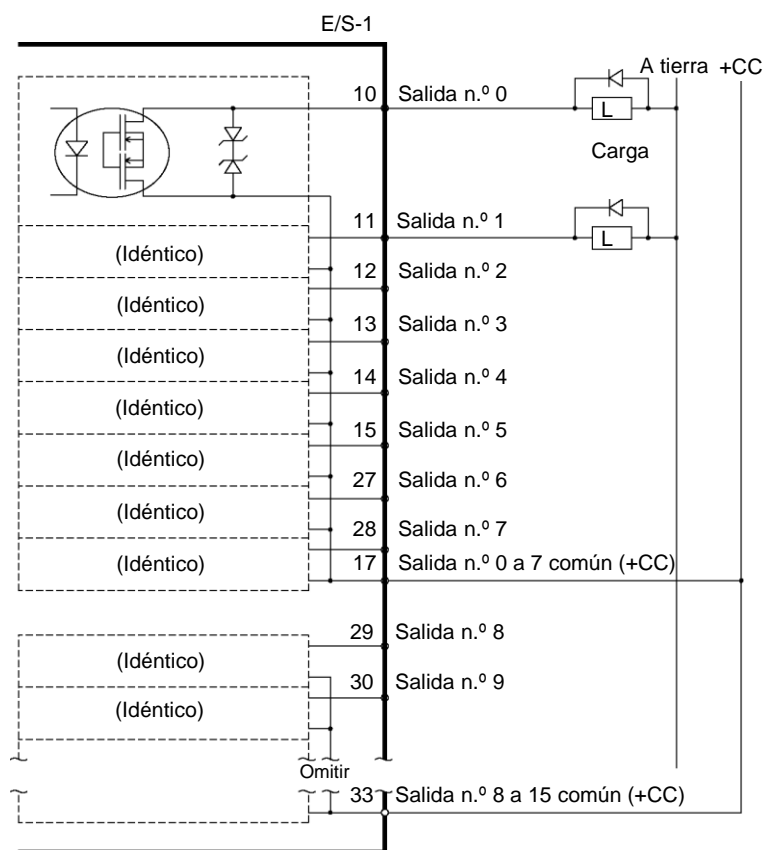 E/S-1
A tierra +CC
10 Salida n.º 0
L
Carga
11 Salida n.º 1
L
(Idéntico)
12 Salida n.º 2
(Idéntico)
13 Salida n.º 3
(Idéntico)
14 Salida n.º 4
(Idéntico)
15 Salida n.º 5
(Idéntico)
27 Salida n.º 6
(Idéntico)
28 Salida n.º 7
(Idéntico)
17 Salida n.º 0 a 7 común (+CC)
29 Salida n.º 8
(Idéntico)
30 Salida n.º 9
(Idéntico)
Omitir
33 Salida n.º 8 a 15 común (+CC)